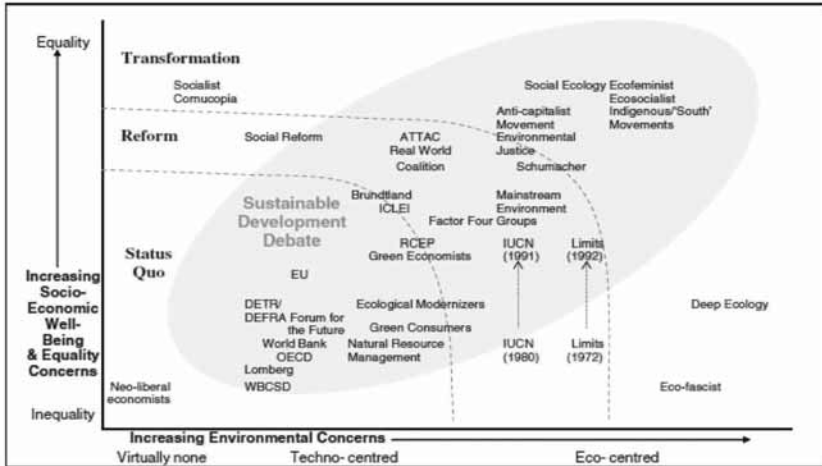 Equality
Transformation
Socialist
Cornucopia
Social Ecology Ecofeminist
Ecosocialist
Indigenous/'South'
Movements
Anti-capitalist
Movement
Environmental
Justice
Reform
Social Reform
ATTAC
Real World
Coalition
Schumacher
Sustainable
Development
Debate
Brundtland
ICLEI
Mainstream
Environment
Factor Four Groups
Status
Quo
RCEP
Green Economists
IUCN
(1991)
Limits
(1992)
EU
Increasing
Socio-
Economic
Well-
Being
& Equality
Concerns
DETR/
DEFRA Forum for
the Future
Ecological Modernizers
Deep Ecology
Green Consumers
World Bank
OECD
Natural Resource
Management
IUCN
(1980)
Limits
(1972)
Lomberg
WBCSD
Neo-liberal
economists
Eco-fascist
Inequality
Increasing Environmental Concerns
Virtually none
Techno- centred
Eco- centred